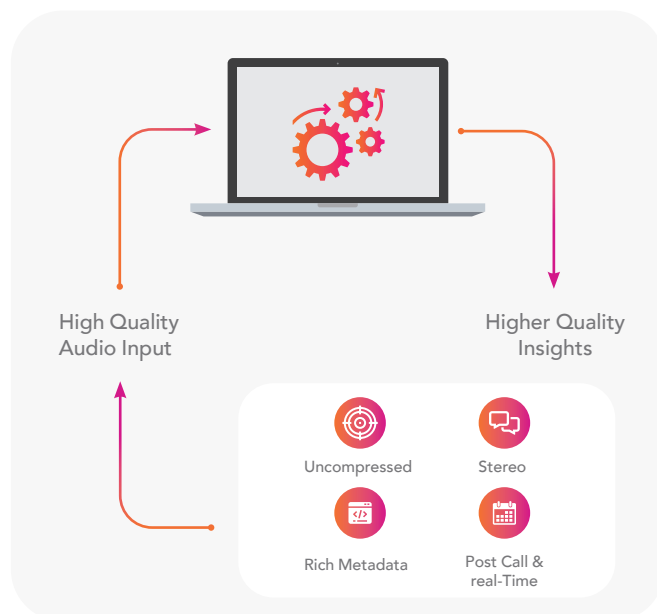 High Quality
Audio Input
Higher Quality
Insights
Uncompressed
Stereo
Rich Metadata
Post Call &
real-Time